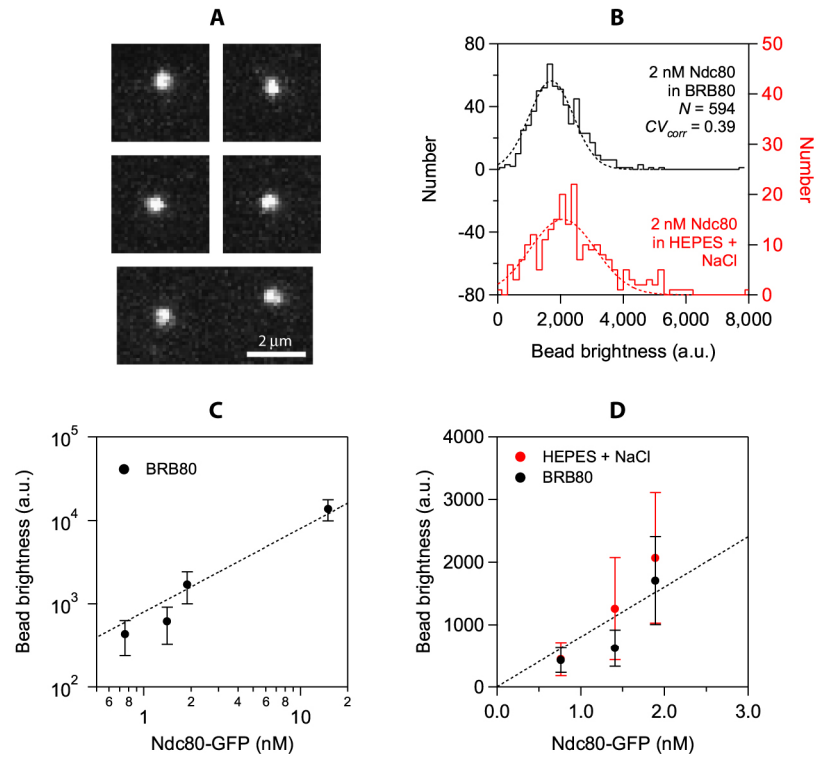 A
2 µm
B
Number
80
40
0
-40
-80
50
40
30
20
10
0
Number
2 nM Ndc80
in BRB80
N = 594
CVcorr = 0.39
2 nM Ndc80
in HEPES +
NaCl
0 2,000 4,000 6,000 8,000
Bead brightness (a.u.)
C
Bead brightness (a.u.)
10^5
10^4
10^3
10^2
BRB80
6 8 1 2 4 6 8 10 2
Ndc80-GFP (nM)
D
Bead brightness (a.u.)
4000
3000
2000
1000
0
HEPES + NaCl
BRB80
0.0 1.0 2.0 3.0
Ndc80-GFP (nM)